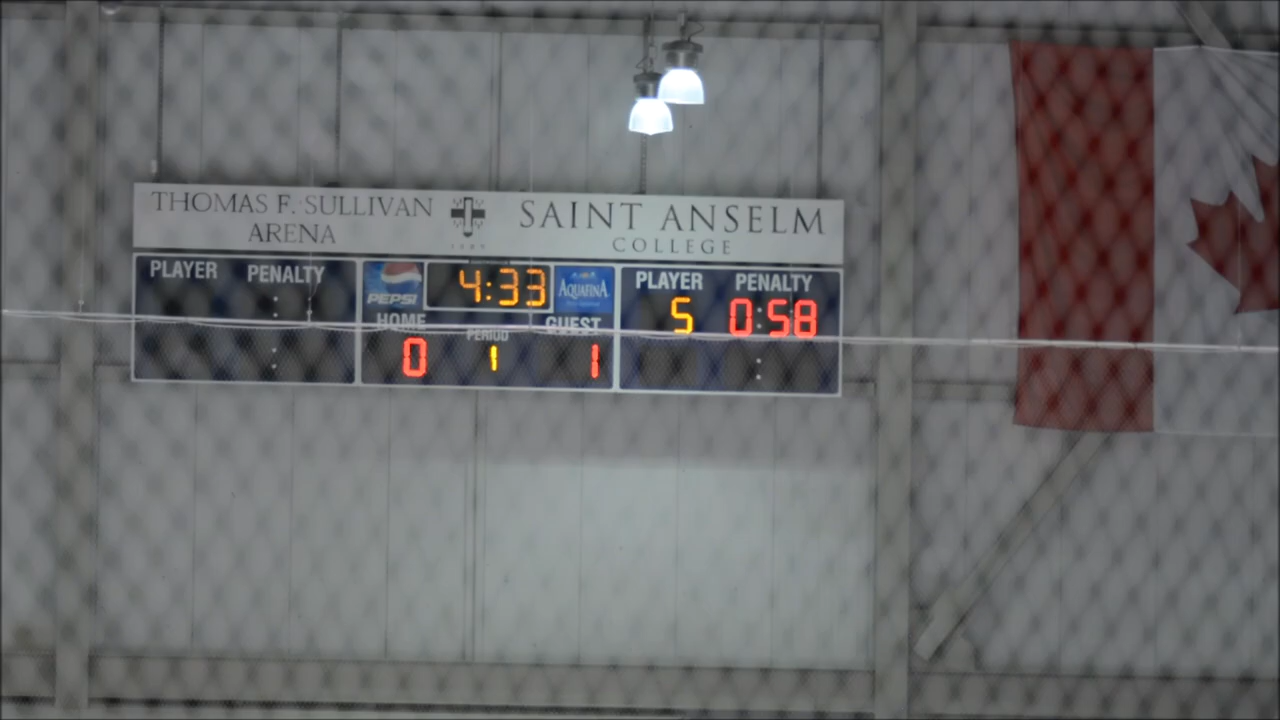 THOMAS F. SULLIVAN
ARENA
SAINT ANSELM
COLLEGE
PLAYER PENALTY
PEPSI
4:33
AQUAFINA
PLAYER PENALTY
5 0:58
HOME
PERIOD
GUEST
0 1 1